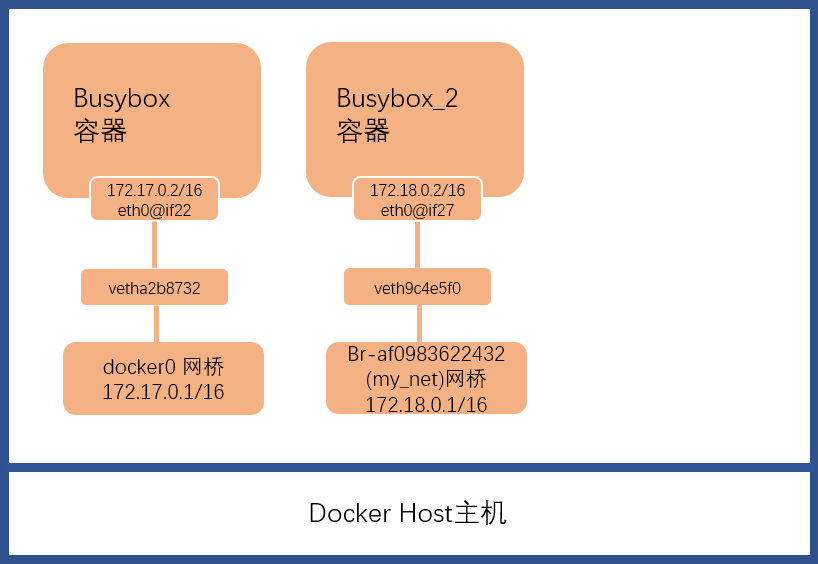 Busybox
容器
172.17.0.2/16
eth0@if22
vetha2b8732
docker0 网桥
172.17.0.1/16
Busybox_2
容器
172.18.0.2/16
eth0@if27
veth9c4e5f0
Br-af0983622432
(my_net)网桥
172.18.0.1/16
Docker Host主机